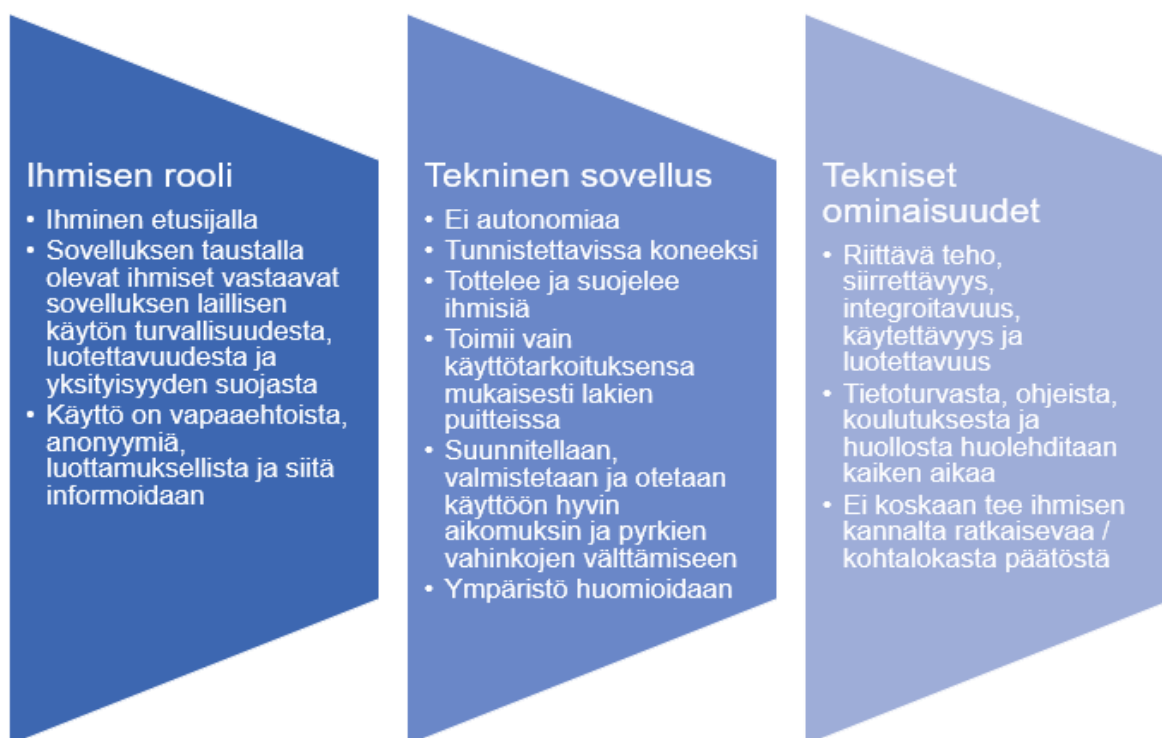 Ihmisen rooli
• Ihminen etusijalla
• Sovelluksen taustalla
olevat ihmiset vastaavat
sovelluksen laillisen
käytön turvallisuudesta,
luotettavuudesta ja
yksityisyyden suojasta
• Käyttö on vapaaehtoista,
anonyymiä,
luottamuksellista ja siitä
informoidaan
Tekninen sovellus
• Ei autonomiaa
• Tunnistettavissa koneeksi
• Tottelee ja suojelee
ihmisiä
• Toimii vain
käyttötarkoituksensa
mukaisesti lakien
puitteissa
• Suunnitellaan,
valmistetaan ja otetaan
käyttöön hyvin
aikomuksin ja pyrkien
vahinkojen välttämiseen
• Ympäristö huomioidaan
Tekniset
ominaisuudet
• Riittävä teho,
siirrettävyys,
integroitavuus,
käytettävyys ja
luotettavuus
• Tietoturvasta, ohjeista,
koulutuksesta ja
huollosta huolehditaan
kaiken aikaa
• Ei koskaan tee ihmisen
kannalta ratkaisevaa /
kohtalokasta päätöstä